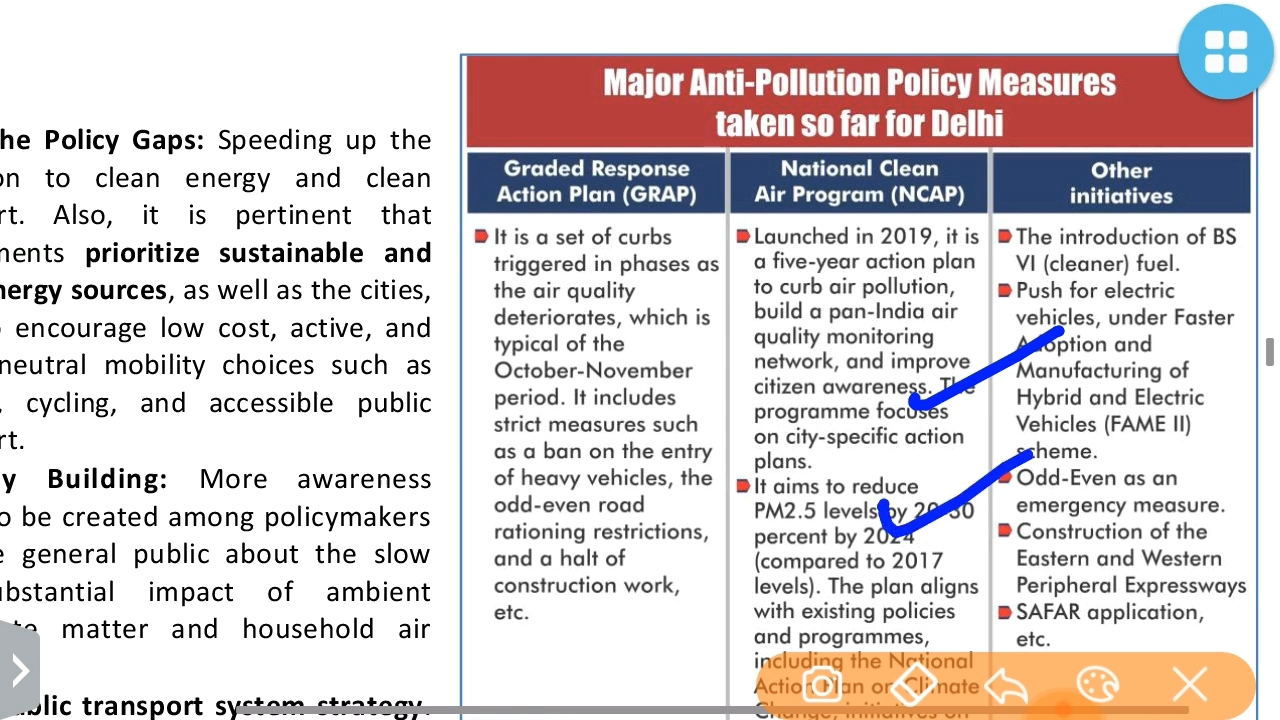 he Policy Gaps: Speeding up the
on to clean energy and clean
rt. Also, it is pertinent that
ments prioritize sustainable and
nergy sources, as well as the cities,
encourage low cost, active, and
neutral mobility choices such as
, cycling, and accessible public
rt.
y Building: More awareness
o be created among policymakers
e general public about the slow
ubstantial impact of ambient
te matter and household air
blic transport system strategy.
Major Anti-Pollution Policy Measures
taken so far for Delhi
Graded Response
Action Plan (GRAP)
It is a set of curbs
triggered in phases as
the air quality
deteriorates, which is
typical of the
October-November
period. It includes
strict measures such
as a ban on the entry
of heavy vehicles, the
odd-even road
rationing restrictions,
and a halt of
construction work,
etc.
National Clean
Air Program (NCAP)
Launched in 2019, it is
a five-year action plan
to curb air pollution,
build a pan-India air
quality monitoring
network, and improve
citizen awareness. The
programme focuses
on city-specific action
plans.
It aims to reduce
PM2.5 levels by 20-30
percent by 2024
(compared to 2017
levels). The plan aligns
with existing policies
and programmes,
including the National
Action Plan on Climate
Change, initiatives on
Other
initiatives
The introduction of BS
VI (cleaner) fuel.
Push for electric
vehicles, under Faster
Adoption and
Manufacturing of
Hybrid and Electric
Vehicles (FAME II)
scheme.
Odd-Even as an
emergency measure.
Construction of the
Eastern and Western
Peripheral Expressways
SAFAR application,
etc.